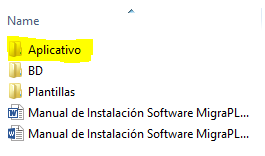 Name
Aplicativo
BD
Plantillas
Manual de Instalación Software MigraPL...
Manual de Instalación Software MigraPL...